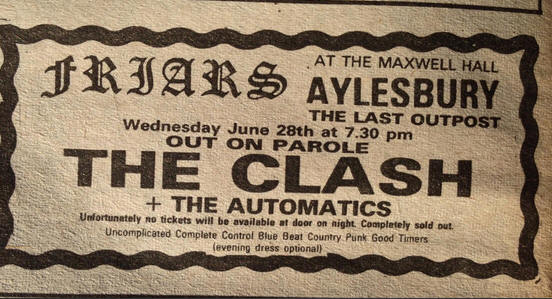 FRIARS
AT THE MAXWELL HALL
AYLESBURY
THE LAST OUTPOST
Wednesday June 28th at 7.30 pm
OUT ON PAROLE
THE CLASH
+ THE AUTOMATICS
Unfortunately no tickets will be available at door on night. Completely sold out.
Uncomplicated Complete Control Blue Beat Country Punk Good Timers
(evening dress optional)